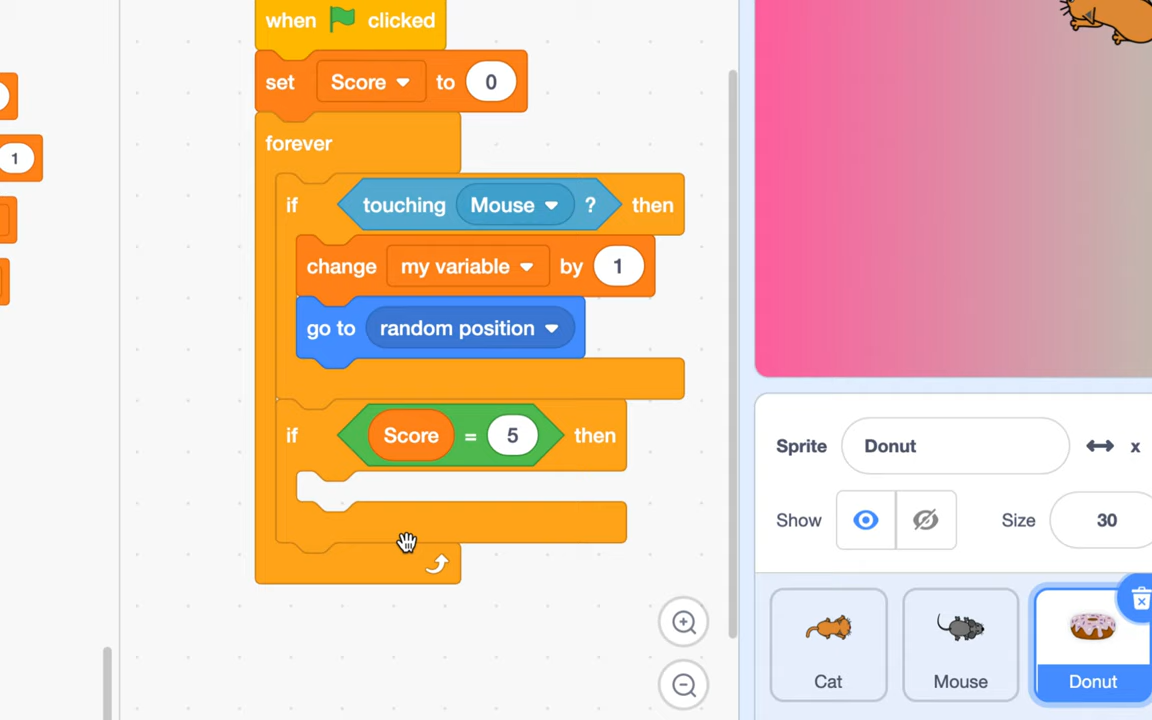 when clicked
set Score to 0
forever
1
if touching Mouse ? then
change my variable by 1
go to random position
if Score = 5 then
Sprite Donut x
Show Size 30
Cat Mouse Donut